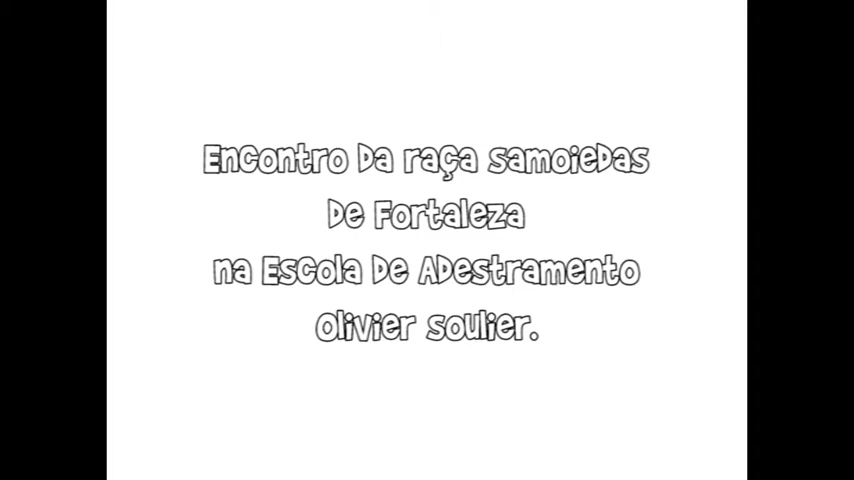 Encontro da raça samoiedas
de Fortaleza
na Escola de Adestramento
Olivier soulier.